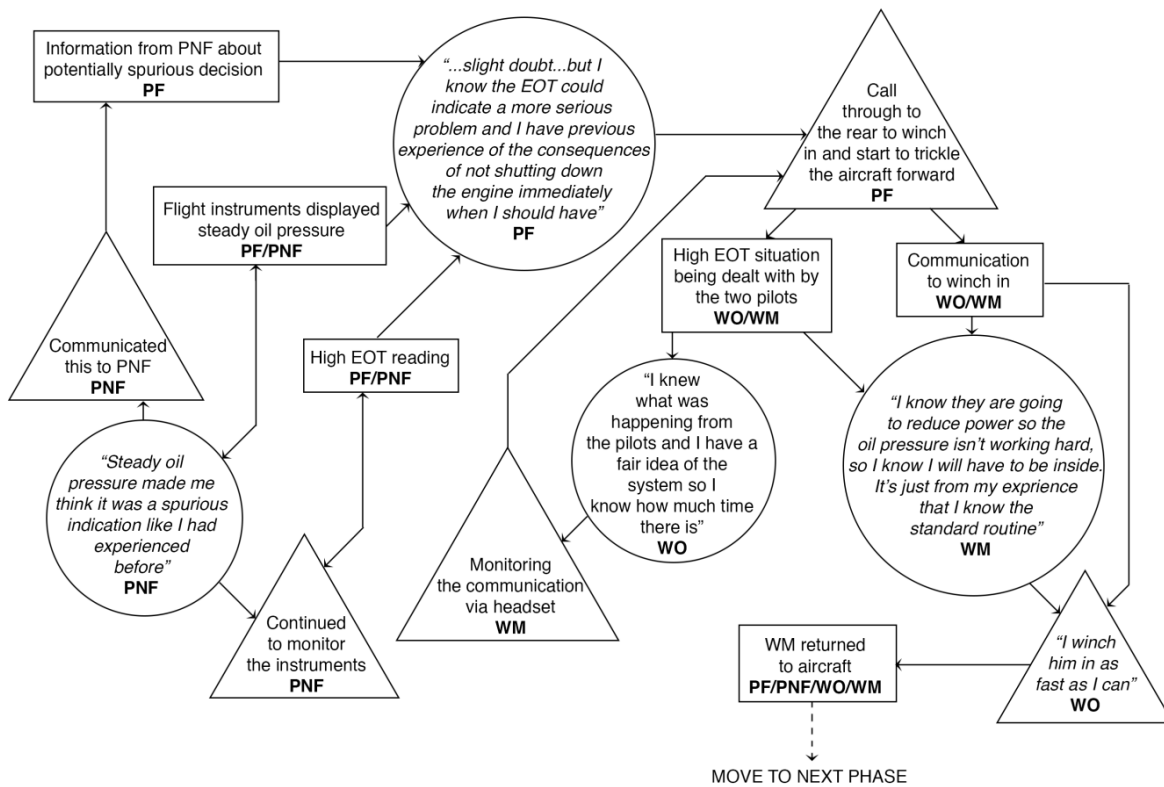 Information from PNF about
potentially spurious decision
PF
“...slight doubt...but I
know the EOT could
indicate a more serious
problem and I have previous
experience of the consequences
of not shutting down
the engine immediately
when I should have”
PF
Call
through to
the rear to winch
in and start to trickle
the aircraft forward
PF
Flight instruments displayed
steady oil pressure
PF/PNF
High EOT situation
being dealt with by
the two pilots
WO/WM
Communication
to winch in
WO/WM
Communicated
this to PNF
PNF
High EOT reading
PF/PNF
“I knew
what was
happening from
the pilots and I have a
fair idea of the
system so I
know how much time
there is”
WO
“I know they are going
to reduce power so the
oil pressure isn’t working hard,
so I know I will have to be inside.
It’s just from my exprience
that I know the
standard routine”
WM
“Steady oil
pressure made me
think it was a spurious
indication like I had
experienced
before”
PNF
Monitoring
the communication
via headset
WM
Continued
to monitor
the instruments
PNF
WM returned
to aircraft
PF/PNF/WO/WM
“I winch
him in as
fast as I can”
WO
MOVE TO NEXT PHASE